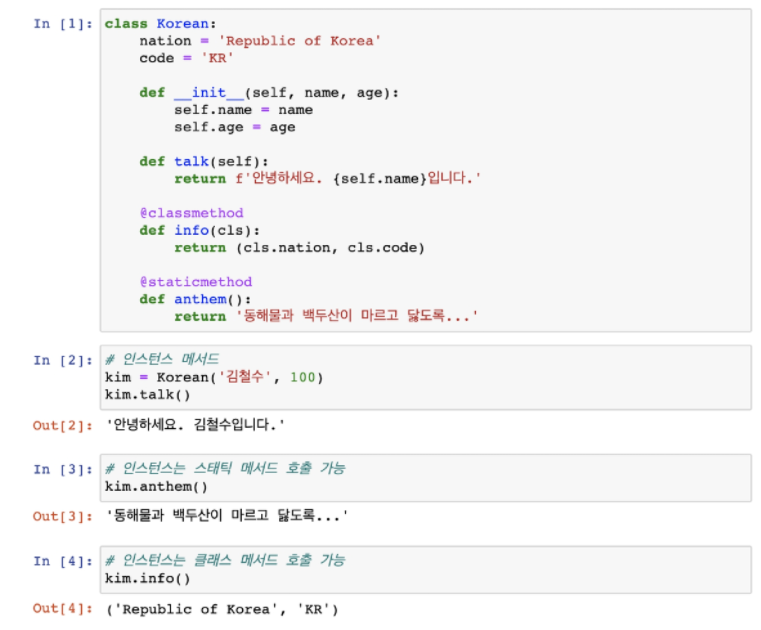 In [1]: class Korean:
    nation = 'Republic of Korea'
    code = 'KR'

    def __init__(self, name, age):
        self.name = name
        self.age = age

    def talk(self):
        return f'안녕하세요. {self.name}입니다.'

    @classmethod
    def info(cls):
        return (cls.nation, cls.code)

    @staticmethod
    def anthem():
        return '동해물과 백두산이 마르고 닳도록...'
In [2]: # 인스턴스 메서드
kim = Korean('김철수', 100)
kim.talk()
Out[2]: '안녕하세요. 김철수입니다.'
In [3]: # 인스턴스는 스태틱 메서드 호출 가능
kim.anthem()
Out[3]: '동해물과 백두산이 마르고 닳도록...'
In [4]: # 인스턴스는 클래스 메서드 호출 가능
kim.info()
Out[4]: ('Republic of Korea', 'KR')